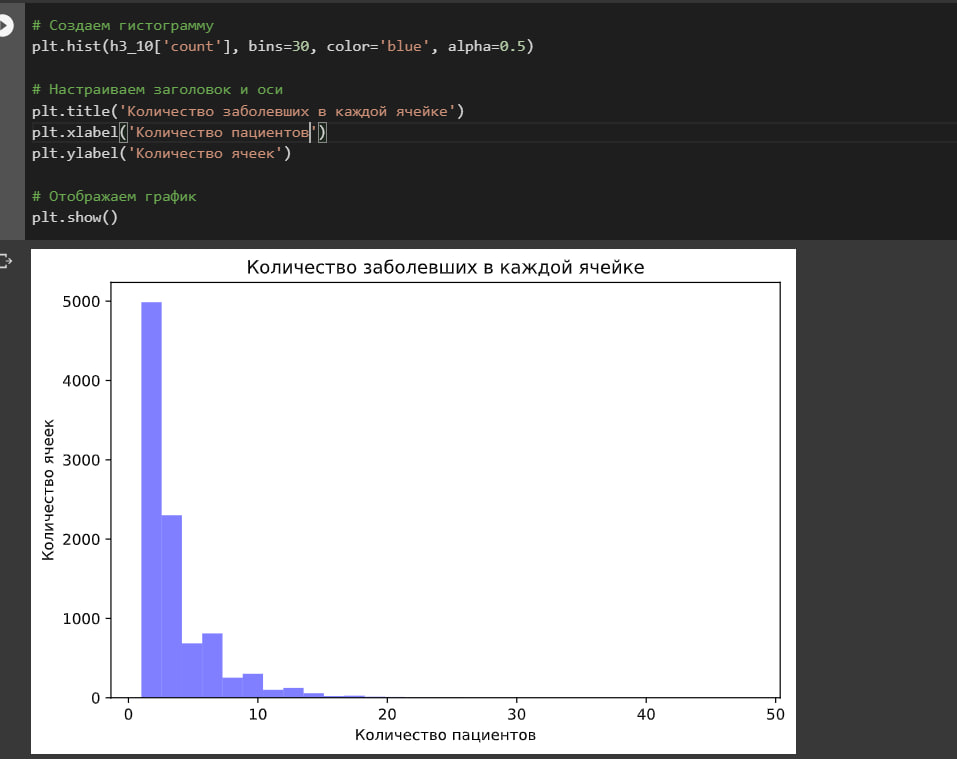 # Создаем гистограмму
plt.hist(h3_10['count'], bins=30, color='blue', alpha=0.5)
# Настраиваем заголовок и оси
plt.title('Количество заболевших в каждой ячейке')
plt.xlabel('Количество пациентов')
plt.ylabel('Количество ячеек')
# Отображаем график
plt.show()
Количество заболевших в каждой ячейке
5000
4000
3000
2000
1000
0
Количество ячеек
0 10 20 30 40 50
Количество пациентов